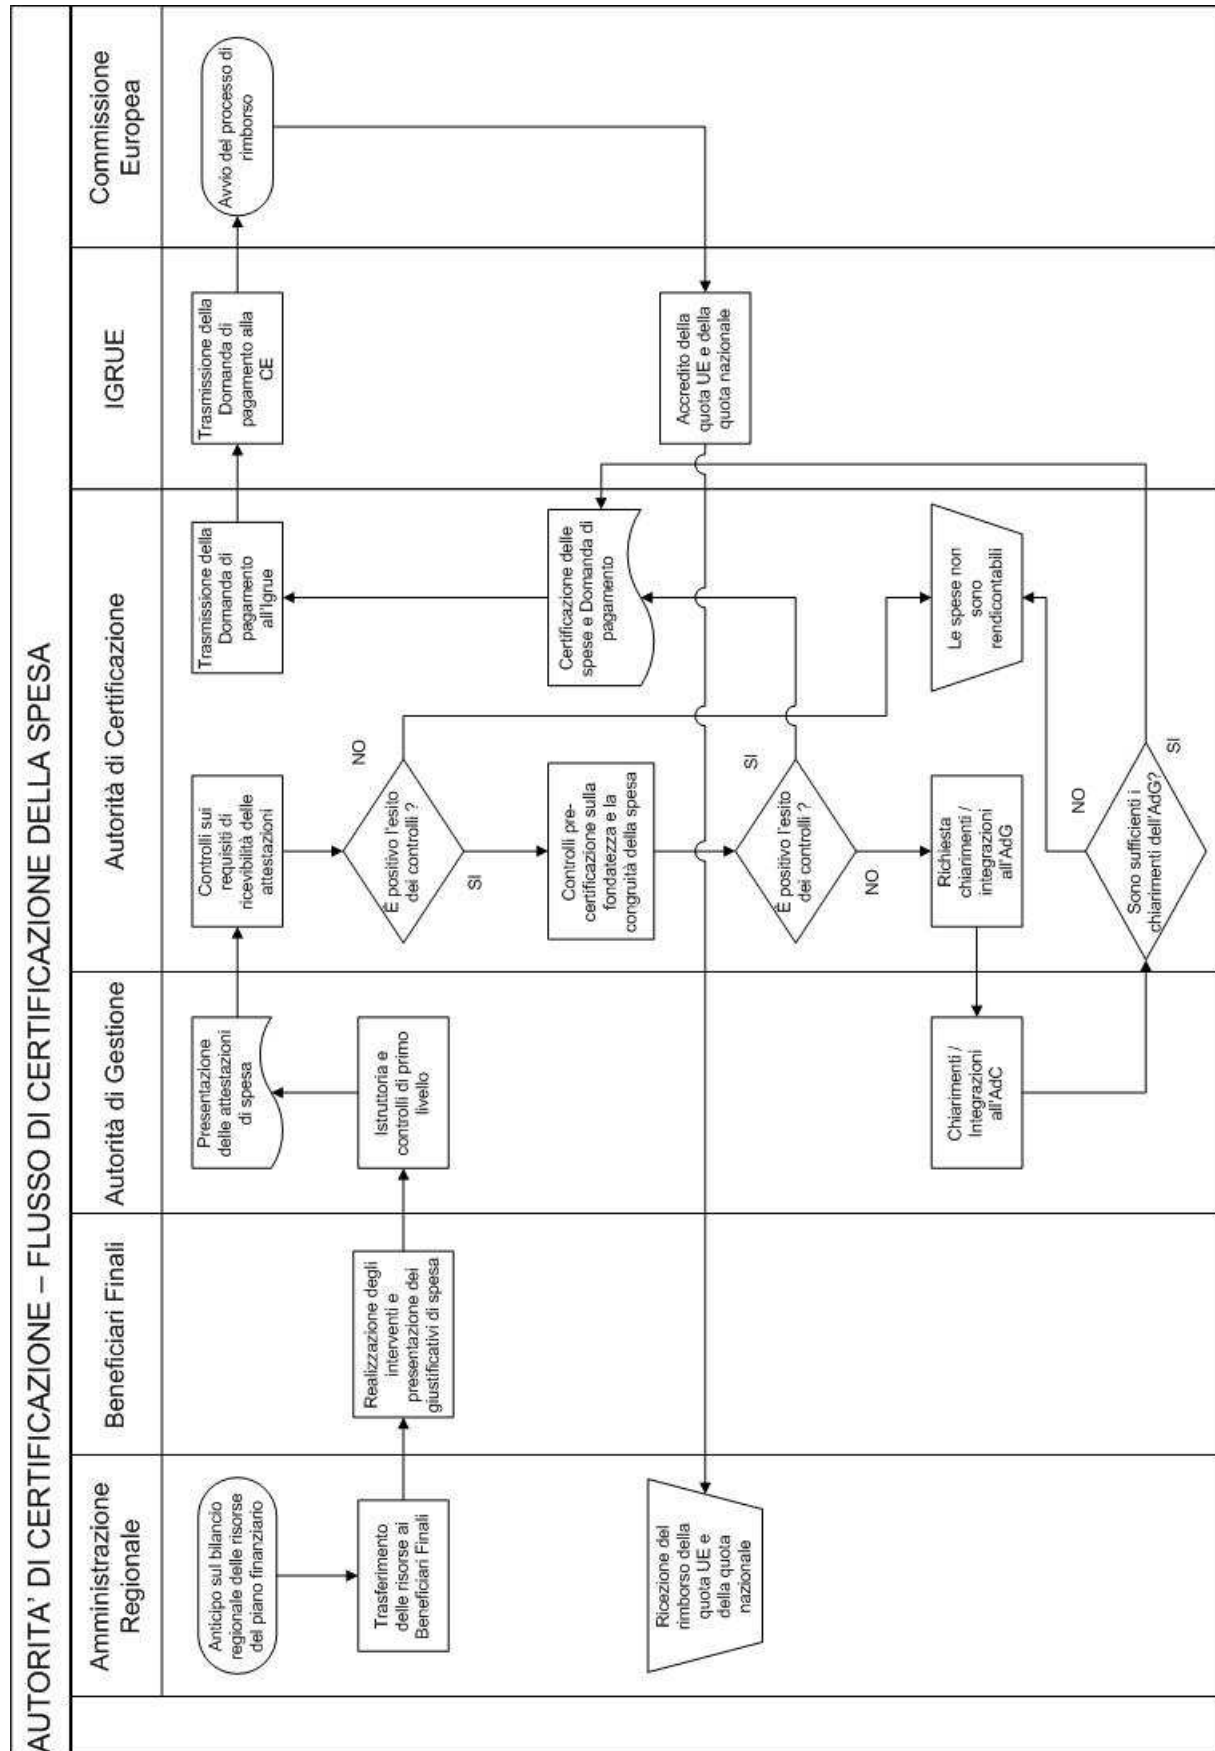 AUTORITA' DI CERTIFICAZIONE – FLUSSO DI CERTIFICAZIONE DELLA SPESA
Amministrazione
Regionale
Beneficiari Finali
Autorità di Gestione
Autorità di Certificazione
IGRUE
Commissione
Europea
Anticipo sul bilancio
regionale delle risorse
del piano finanziario
Trasferimento
delle risorse ai
Beneficiari Finali
Realizzazione degli
interventi e
presentazione dei
giustificativi di spesa
Istruttoria e
controlli di primo
livello
Presentazione
delle attestazioni
di spesa
Controlli sui
requisiti di
ricevibilità delle
attestazioni
È positivo l'esito
dei controlli ?
NO
SI
Controlli pre-
certificazione sulla
fondatezza e la
congruità della spesa
È positivo l'esito
dei controlli ?
SI
NO
Richiesta
chiarimenti /
integrazioni
all'AdG
Chiarimenti /
Integrazioni
all'AdC
Sono sufficienti i
chiarimenti dell'AdG?
NO
SI
Le spese non
sono
rendicontabili
Certificazione delle
spese e Domanda di
pagamento
Trasmissione della
Domanda di
pagamento
all'Igrue
Trasmissione della
Domanda di
pagamento alla
CE
Avvio del processo di
rimborso
Accredito della
quota UE e della
quota nazionale
Ricezione del
rimborso della
quota UE e
della quota
nazionale